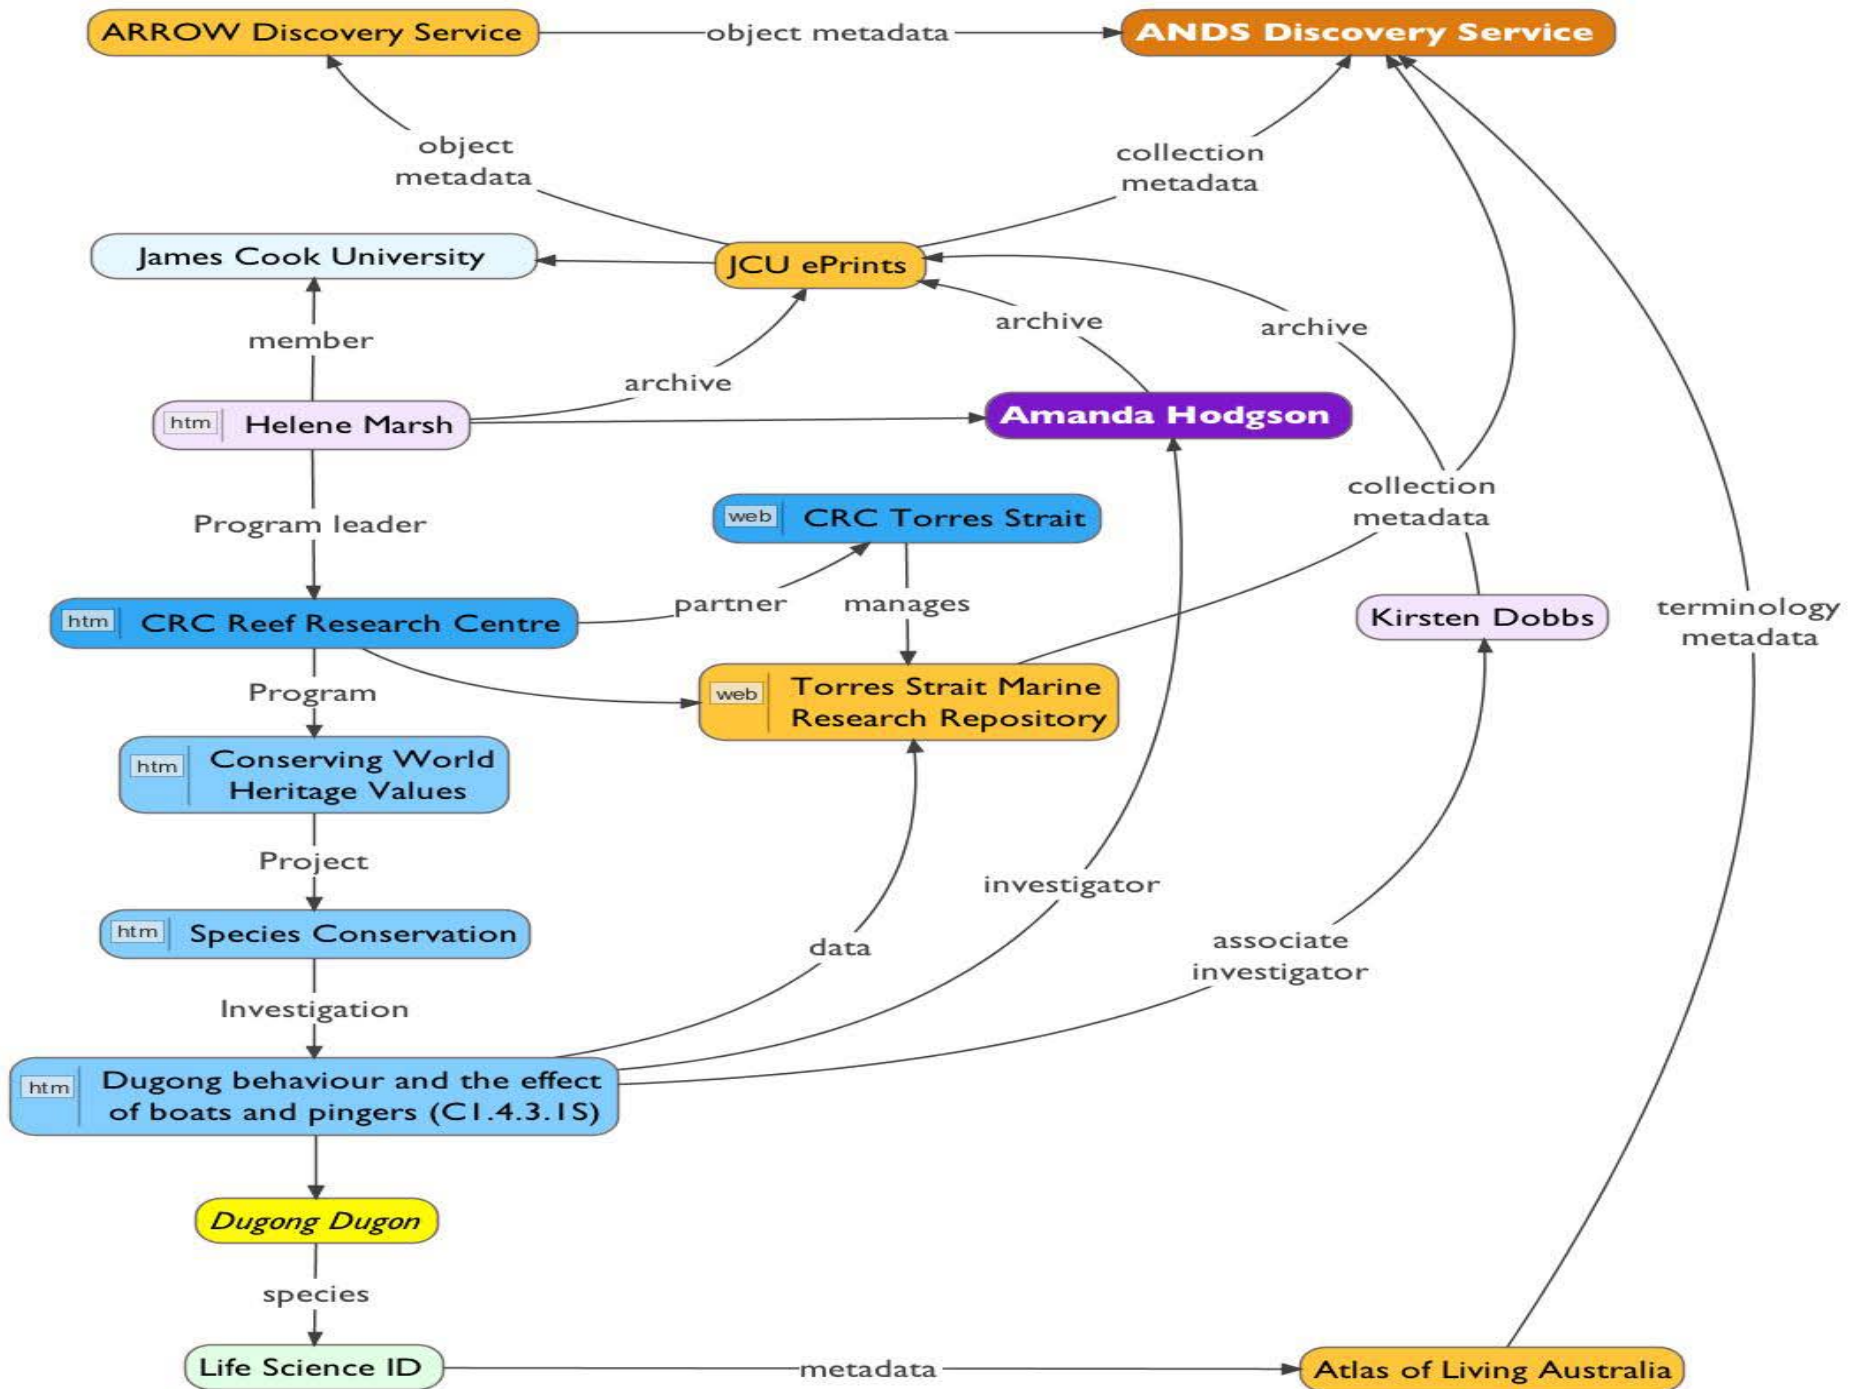 ARROW Discovery Service
object metadata
ANDS Discovery Service
object
metadata
collection
metadata
James Cook University
JCU ePrints
member
archive
archive
archive
htm Helene Marsh
Amanda Hodgson
Program leader
web CRC Torres Strait
collection
metadata
htm CRC Reef Research Centre
partner
manages
Kirsten Dobbs
terminology
metadata
Program
web Torres Strait Marine
Research Repository
htm Conserving World
Heritage Values
Project
investigator
htm Species Conservation
data
associate
investigator
Investigation
htm Dugong behaviour and the effect
of boats and pingers (C1.4.3.1S)
Dugong Dugon
species
Life Science ID
metadata
Atlas of Living Australia